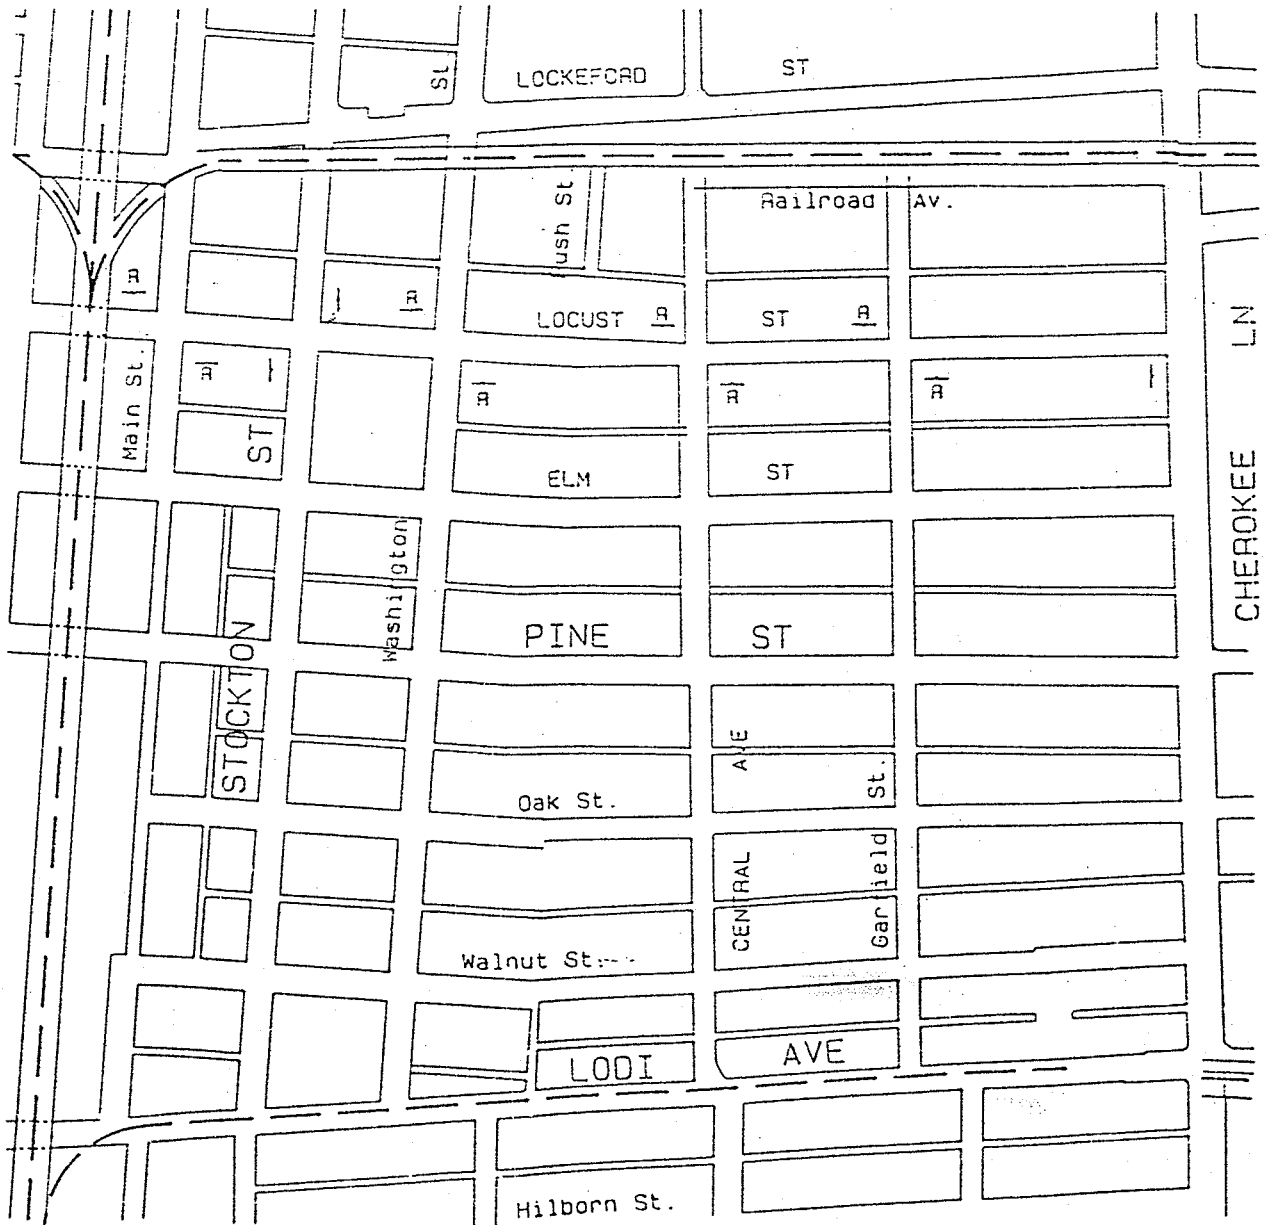 St
LOCKEFORD ST
Railroad Av.
ush St.
R
R
LOCUST R ST R
LN
Main St.
R
R
R
R
ST
ELM ST
CHEROKEE
Washington
STOCKTON
PINE ST
AVE
St.
Oak St.
CENTRAL
Garfield
Walnut St.
LODI AVE
Hilborn St.